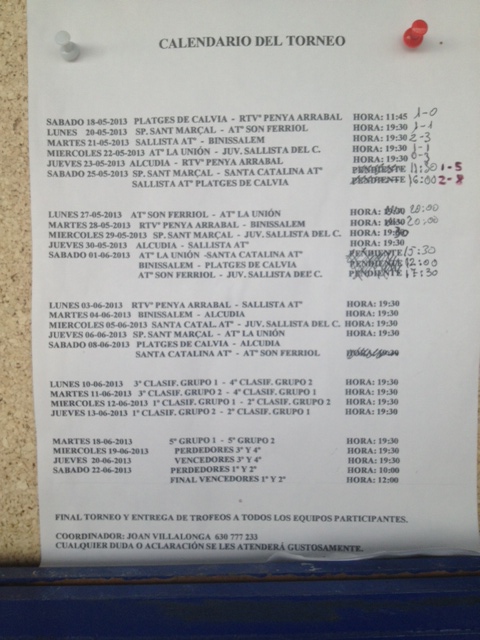 CALENDARIO DEL TORNEO
SABADO 18-05-2013 PLATGES DE CALVIA - RTVº PENYA ARRABAL HORA: 11:45 1-0
LUNES 20-05-2013 SP. SANT MARÇAL - ATº SON FERRIOL HORA: 19:30 1-1
MARTES 21-05-2013 SALLISTA ATº - BINISSALEM HORA: 19:30 2-3
MIERCOLES 22-05-2013 ATº LA UNIÓN - JUV. SALLISTA DEL C. HORA: 19:30 1-1
JUEVES 23-05-2013 ALCUDIA - RTVº PENYA ARRABAL HORA: 19:30 0-3
SABADO 25-05-2013 SP. SANT MARÇAL - SANTA CATALINA ATº PENDIENTE 11:30 1-5
SALLISTA ATº PLATGES DE CALVIA PENDIENTE 16:00 2-8
LUNES 27-05-2013 ATº SON FERRIOL - ATº LA UNIÓN HORA: 20:00
MARTES 28-05-2013 RTVº PENYA ARRABAL - BINISSALEM HORA: 20:00
MIERCOLES 29-05-2013 SP. SANT MARÇAL - JUV. SALLISTA DEL C. HORA: 19:30
JUEVES 30-05-2013 ALCUDIA - SALLISTA ATº HORA: 19:30
SABADO 01-06-2013 ATº LA UNIÓN -SANTA CATALINA ATº PENDIENTE 15:30
BINISSALEM - PLATGES DE CALVIA PENDIENTE 12:00
ATº SON FERRIOL - JUV. SALLISTA DEL C. PENDIENTE 17:30
LUNES 03-06-2013 RTVº PENYA ARRABAL - SALLISTA ATº HORA: 19:30
MARTES 04-06-2013 BINISSALEM - ALCUDIA HORA: 19:30
MIERCOLES 05-06-2013 SANTA CATAL. ATº - JUV. SALLISTA DEL C. HORA: 19:30
JUEVES 06-06-2013 SP. SANT MARÇAL - ATº LA UNIÓN HORA: 19:30
SABADO 08-06-2013 PLATGES DE CALVIA - ALCUDIA
SANTA CATALINA ATº - ATº SON FERRIOL
LUNES 10-06-2013 3º CLASIF. GRUPO 1 - 4º CLASIF. GRUPO 2 HORA: 19:30
MARTES 11-06-2013 3º CLASIF. GRUPO 2 - 4º CLASIF. GRUPO 1 HORA: 19:30
MIERCOLES 12-06-2013 1º CLASIF. GRUPO 1 - 2º CLASIF. GRUPO 2 HORA: 19:30
JUEVES 13-06-2013 1º CLASIF. GRUPO 2 - 2º CLASIF. GRUPO 1 HORA: 19:30
MARTES 18-06-2013 5º GRUPO 1 - 5º GRUPO 2 HORA: 19:30
MIERCOLES 19-06-2013 PERDEDORES 3ª Y 4ª HORA: 19:30
JUEVES 20-06-2013 VENCEDORES 3ª Y 4ª HORA: 19:30
SABADO 22-06-2013 PERDEDORES 1ª Y 2ª HORA: 10:00
FINAL VENCEDORES 1ª Y 2ª HORA: 12:00
FINAL TORNEO Y ENTREGA DE TROFEOS A TODOS LOS EQUIPOS PARTICIPANTES.
COORDINADOR: JOAN VILLALONGA 630 777 233
CUALQUIER DUDA O ACLARACIÓN SE LES ATENDERÁ GUSTOSAMENTE.